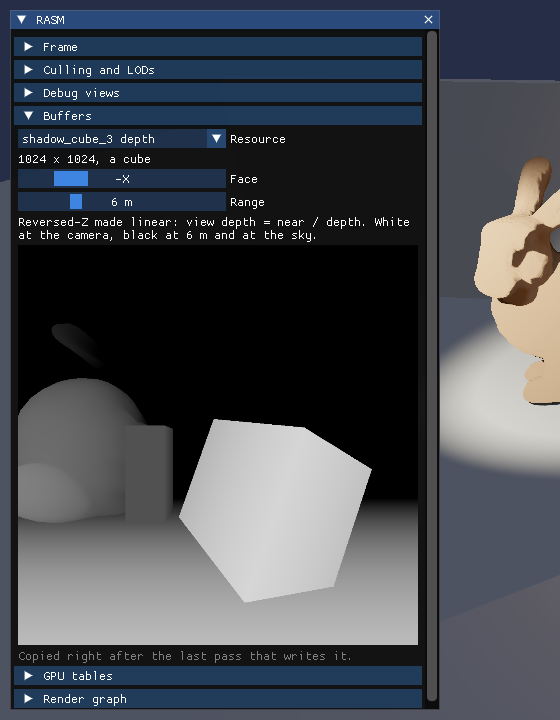 RASM
Frame
Culling and LODs
Debug views
Buffers
shadow_cube_3 depth Resource
1024 x 1024, a cube
-X Face
6 m Range
Reversed-Z made linear: view depth = near / depth. White
at the camera, black at 6 m and at the sky.
Copied right after the last pass that writes it.
GPU tables
Render graph